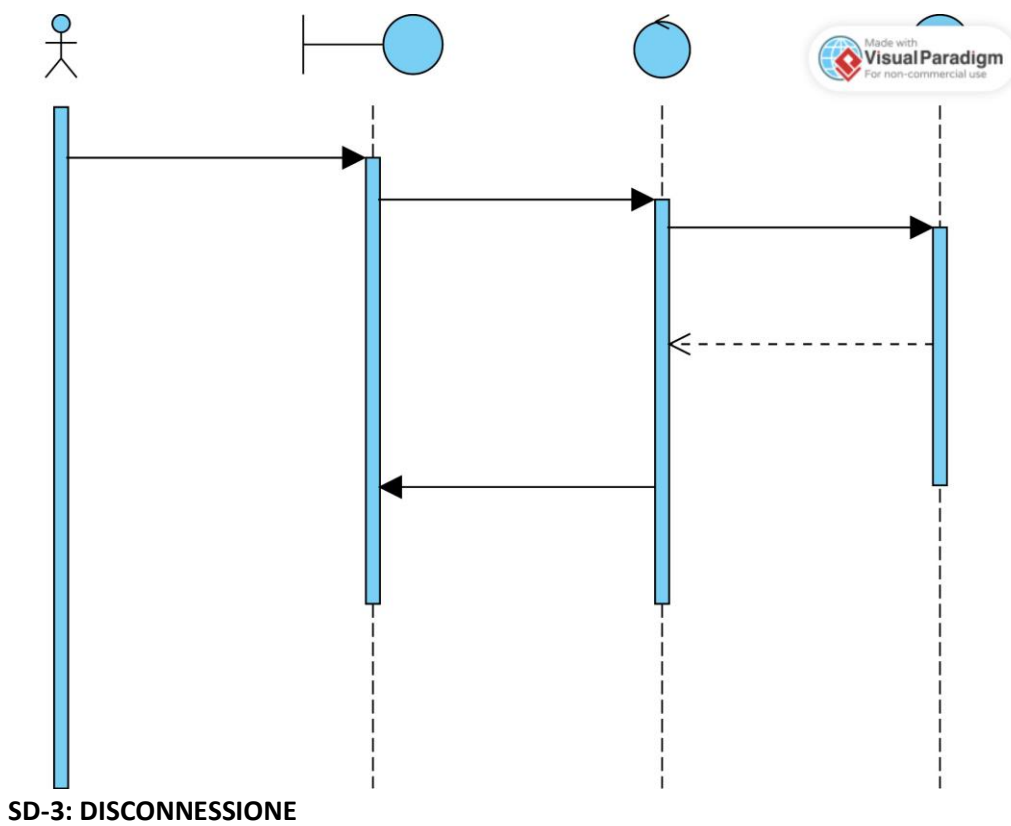 Made with
Visual Paradigm
For non-commercial use
SD-3: DISCONNESSIONE